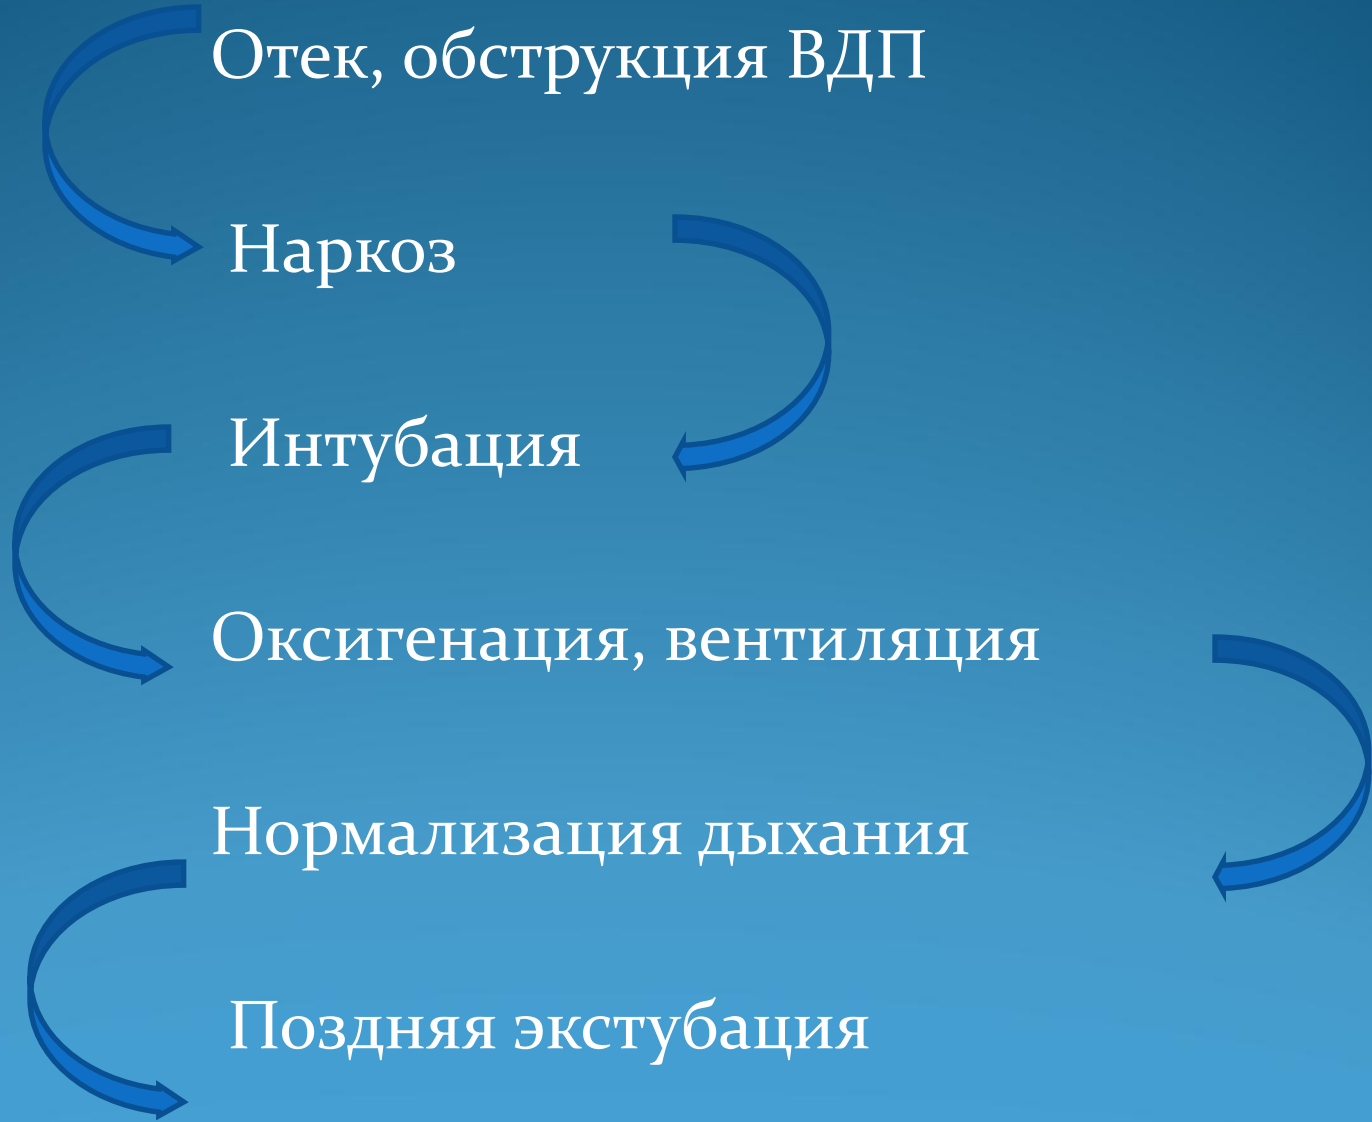 Отек, обструкция ВДП
Наркоз
Интубация
Оксигенация, вентиляция
Нормализация дыхания
Поздняя экстубация